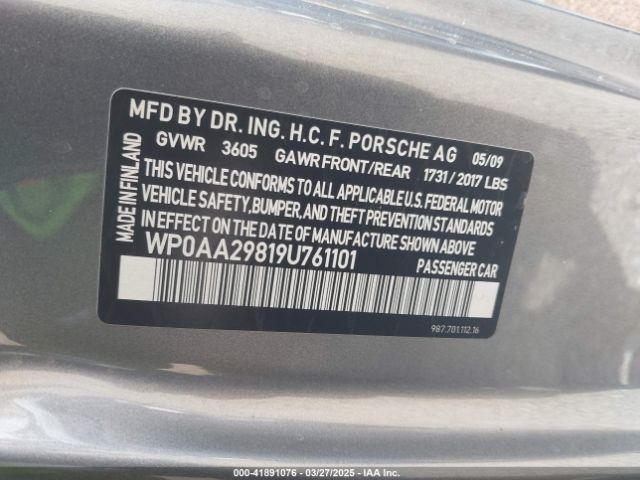 MFD BY DR. ING. H.C. F. PORSCHE AG 05/09
GVWR 3605 GAWR FRONT/REAR 1731/2017 LBS
MADE IN FINLAND
THIS VEHICLE CONFORMS TO ALL APPLICABLE U.S. FEDERAL MOTOR
VEHICLE SAFETY, BUMPER, AND THEFT PREVENTION STANDARDS
IN EFFECT ON THE DATE OF MANUFACTURE SHOWN ABOVE.
WP0AA29819U761101 PASSENGER CAR
987.701.112.16
© - 41891076 - 03/27/2025 - IAA Inc.